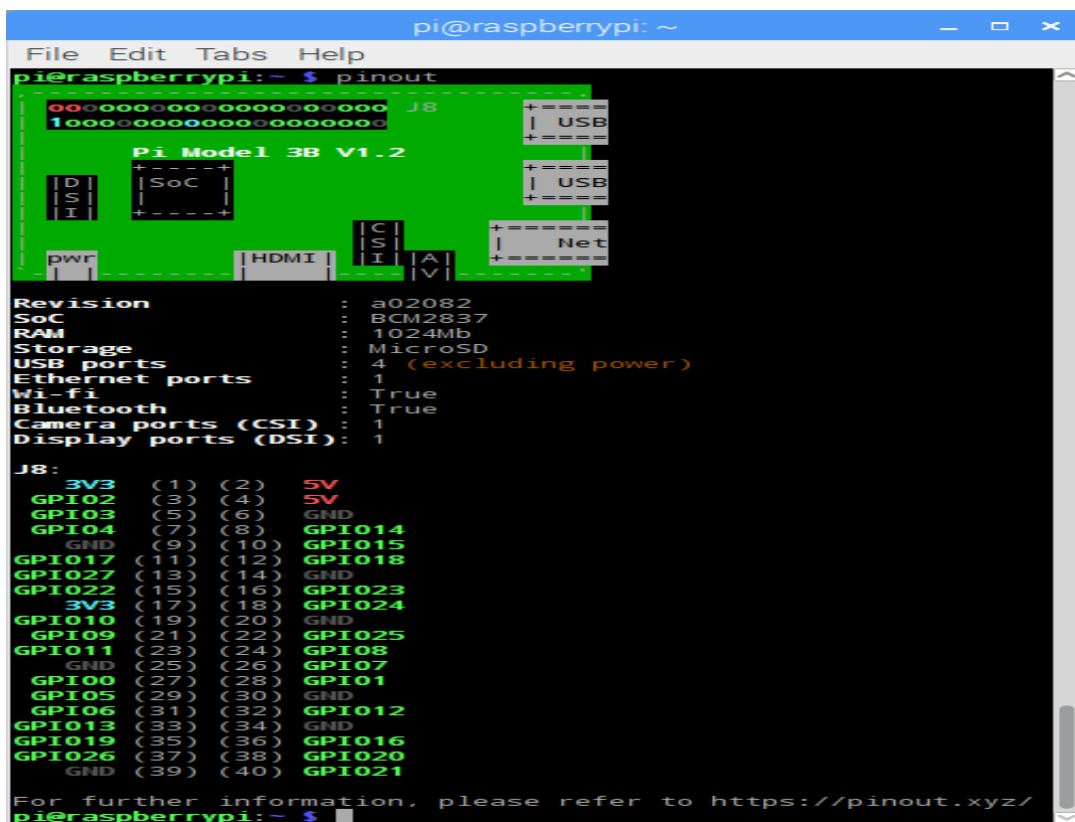 pi@raspberrypi: ~
File Edit Tabs Help
pi@raspberrypi:~ $ pinout
,--------------------------------.
| oooooooooooooooooooo J8     +====
| 1ooooooooooooooooooo        | USB
|                             +====
|      Pi Model 3B V1.2          |
|      +----+                 +====
| |D|  |SoC |                 | USB
| |S|  |    |                 +====
| |I|  +----+                    |
|                   |C|     +======
|                   |S|     |   Net
| pwr        |HDMI| |I||A|  +======
`-| |--------|    |----|V|-------'
Revision : a02082
SoC : BCM2837
RAM : 1024Mb
Storage : MicroSD
USB ports : 4 (excluding power)
Ethernet ports : 1
Wi-fi : True
Bluetooth : True
Camera ports (CSI) : 1
Display ports (DSI): 1
J8:
3V3 (1) (2) 5V
GPIO2 (3) (4) 5V
GPIO3 (5) (6) GND
GPIO4 (7) (8) GPIO14
GND (9) (10) GPIO15
GPIO17 (11) (12) GPIO18
GPIO27 (13) (14) GND
GPIO22 (15) (16) GPIO23
3V3 (17) (18) GPIO24
GPIO10 (19) (20) GND
GPIO9 (21) (22) GPIO25
GPIO11 (23) (24) GPIO8
GND (25) (26) GPIO7
GPIO0 (27) (28) GPIO1
GPIO5 (29) (30) GND
GPIO6 (31) (32) GPIO12
GPIO13 (33) (34) GND
GPIO19 (35) (36) GPIO16
GPIO26 (37) (38) GPIO20
GND (39) (40) GPIO21
For further information, please refer to https://pinout.xyz/
pi@raspberrypi:~ $